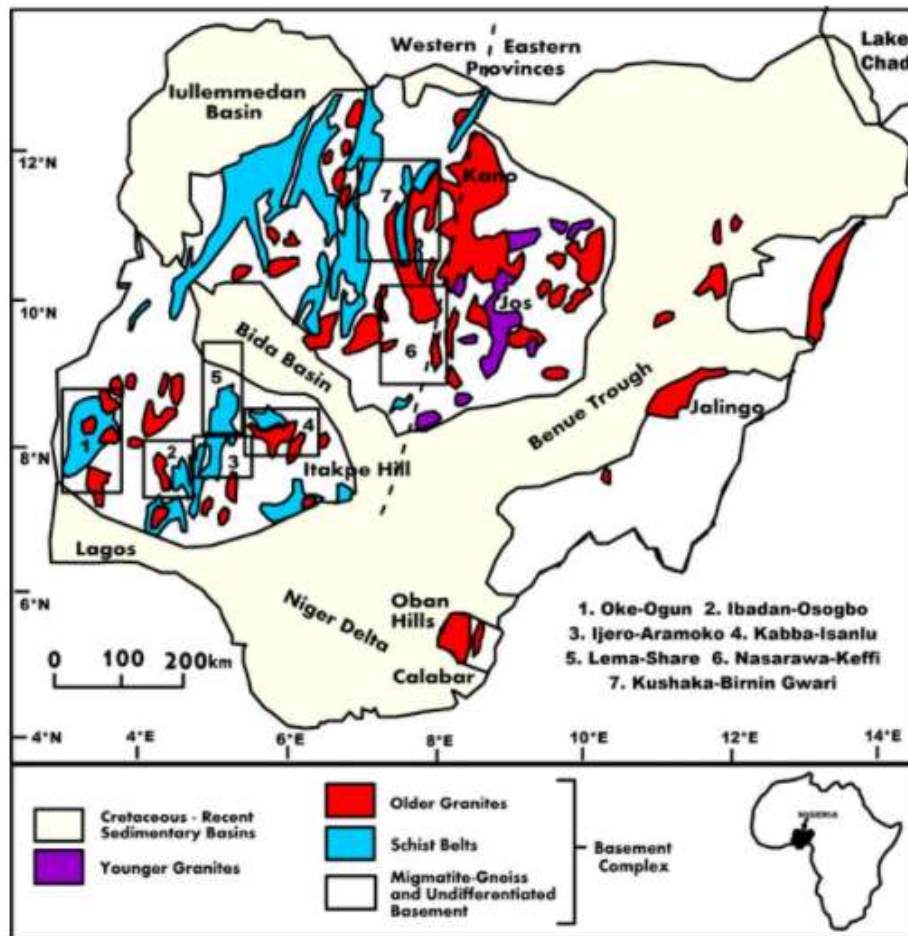 Western Eastern
Provinces
Lake
Chad
Iullemmedan
Basin
12°N
Kano
7
10°N
Jos
Bida Basin
6
5
Benue Trough
Jalingo
1
2
4
8°N
3
Itakpe Hill
Lagos
6°N
Niger Delta
Oban
Hills
1. Oke-Ogun 2. Ibadan-Osogbo
3. Ijero-Aramoko 4. Kabba-Isanlu
5. Lema-Share 6. Nasarawa-Keffi
7. Kushaka-Birnin Gwari
0 100 200km
Calabar
4°N 4°E 6°E 8°E 10°E 12°E 14°E
Cretaceous - Recent
Sedimentary Basins
Younger Granites
Older Granites
Schist Belts
Migmatite-Gneiss
and Undifferentiated
Basement
Basement
Complex
NIGERIA